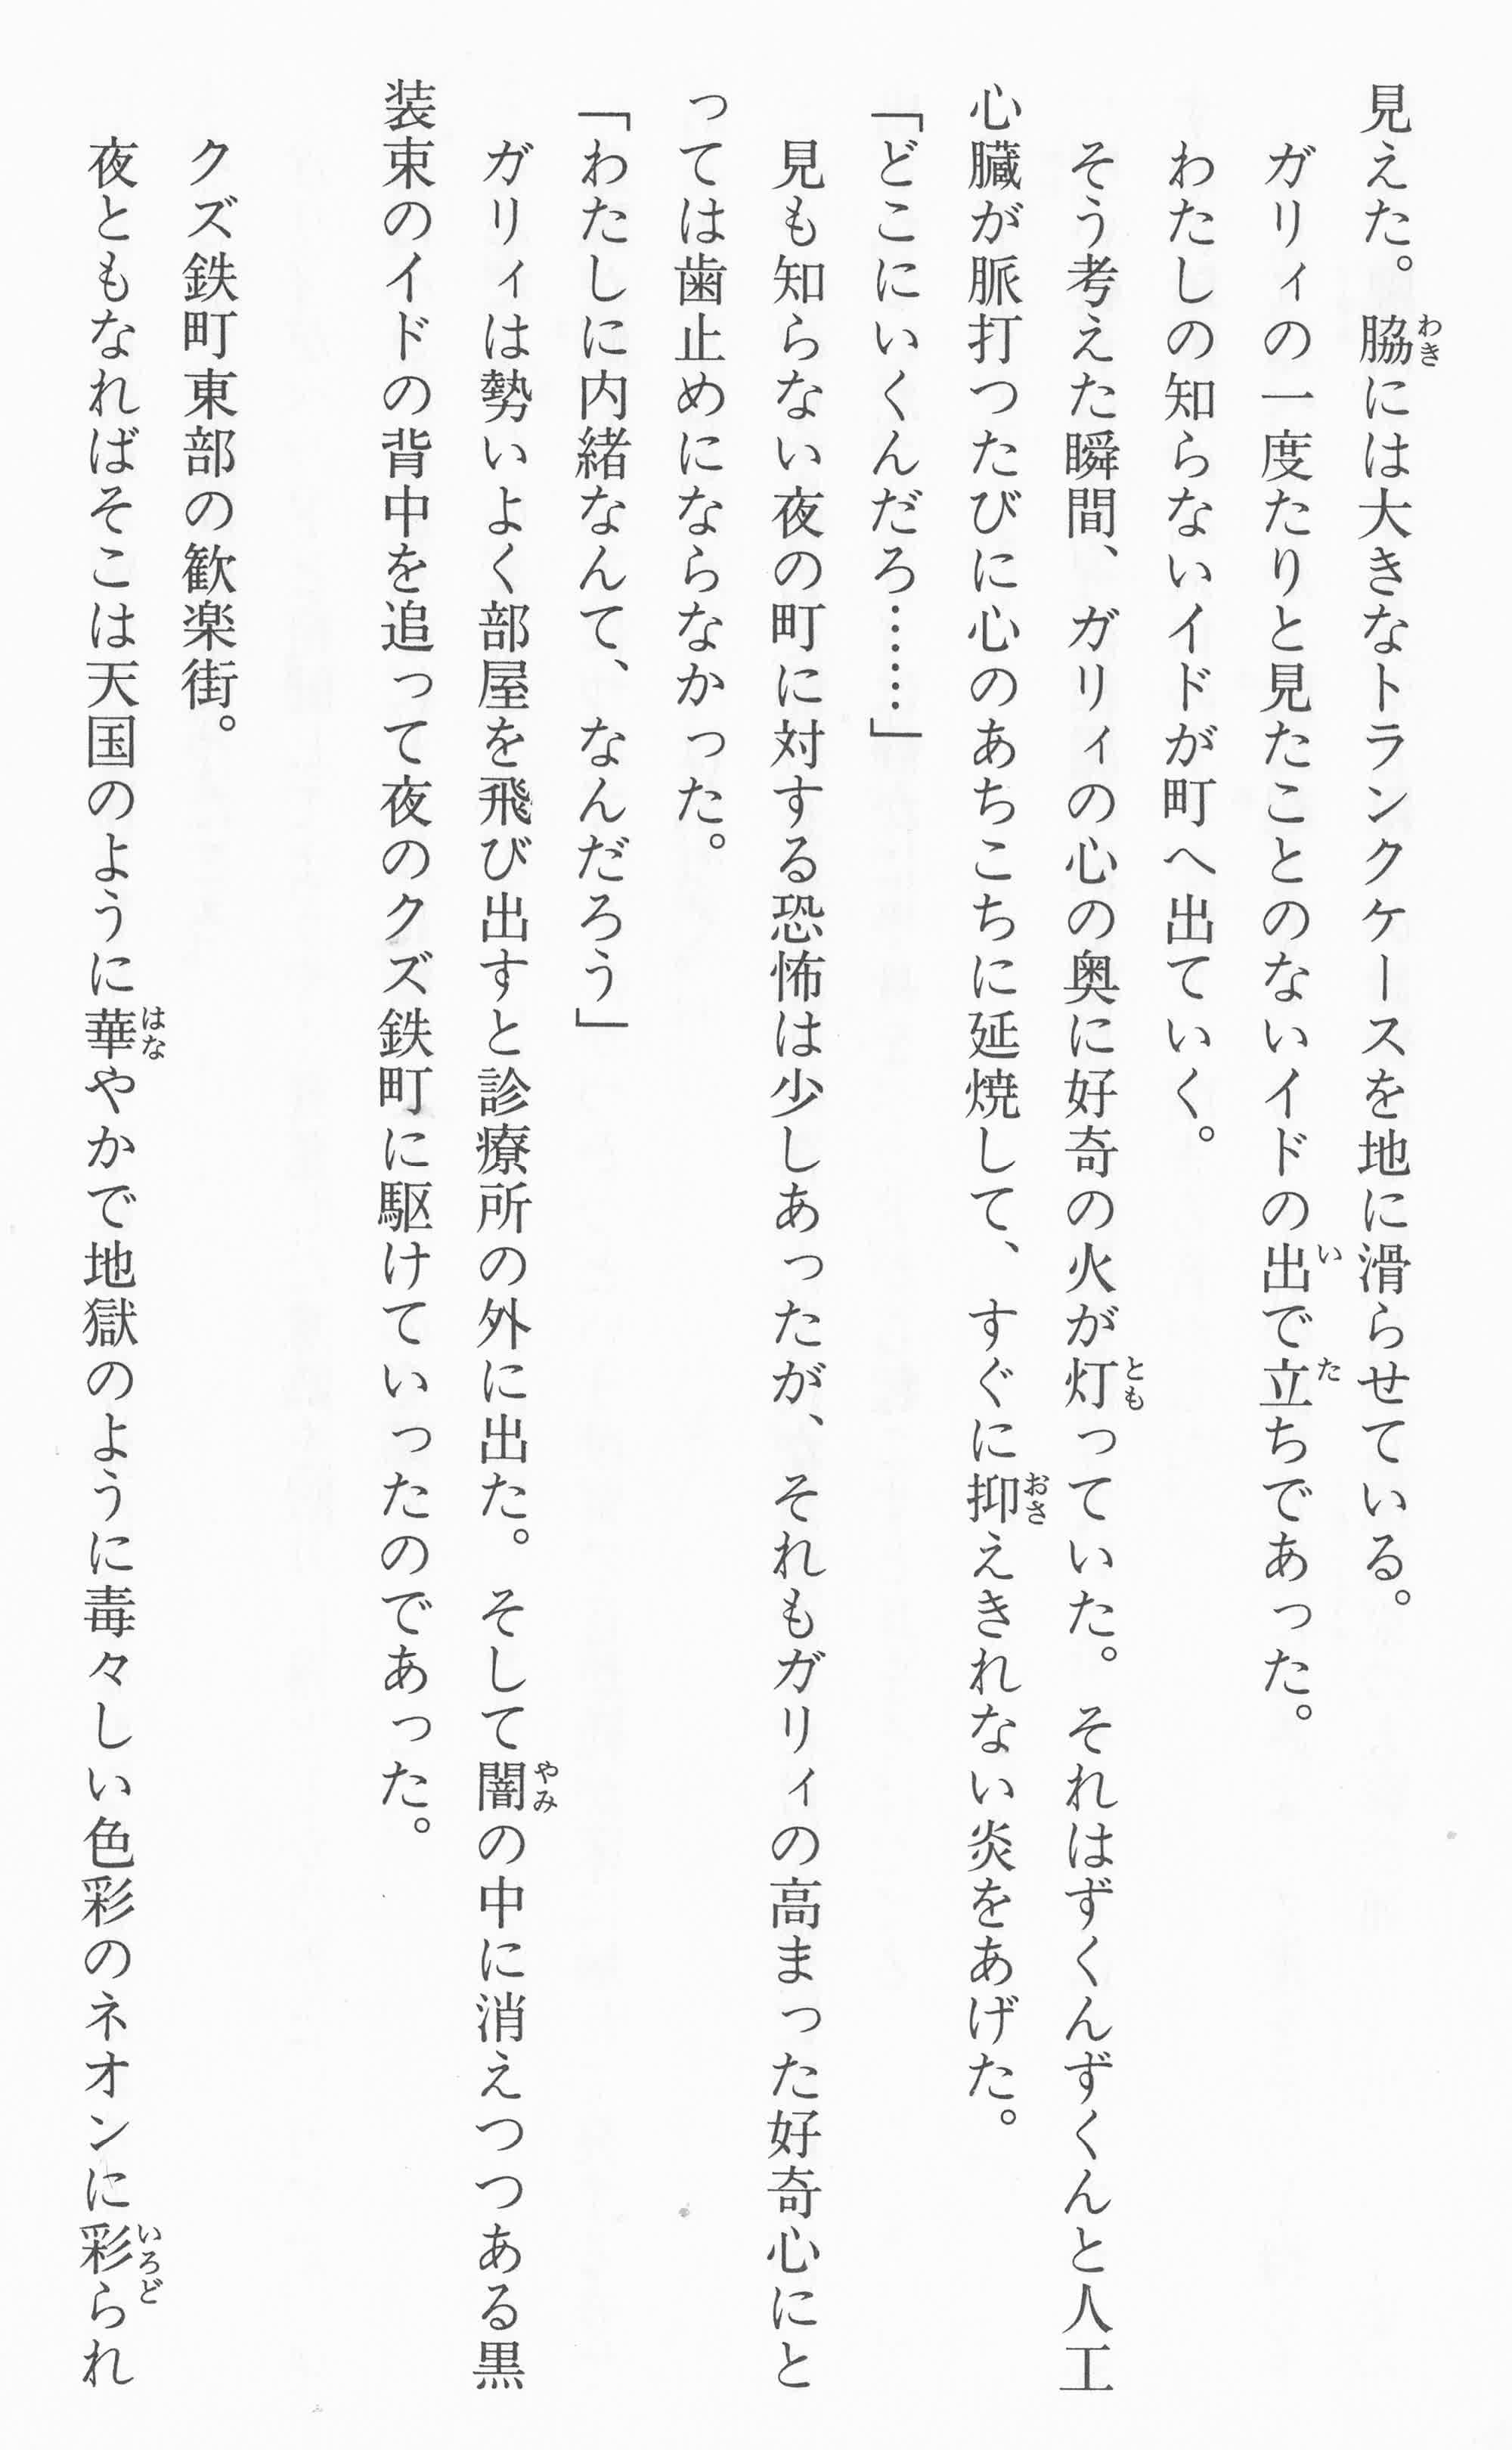 見えた。脇には大きなトランクケースを地に滑らせている。
　ガリィの一度たりと見たことのないイドの出で立ちであった。
　わたしの知らないイドが町へ出ていく。
　そう考えた瞬間、ガリィの心の奥に好奇の火が灯っていた。それはずくんずくんと人工
心臓が脈打つたびに心のあちこちに延焼して、すぐに抑えきれない炎をあげた。
「どこにいくんだろ……」
　見も知らない夜の町に対する恐怖は少しあったが、それもガリィの高まった好奇心にと
っては歯止めにならなかった。
「わたしに内緒なんて、なんだろう」
　ガリィは勢いよく部屋を飛び出すと診療所の外に出た。そして闇の中に消えつつある黒
装束のイドの背中を追って夜のクズ鉄町に駆けていったのであった。
　クズ鉄町東部の歓楽街。
　夜ともなればそこは天国のように華やかで地獄のように毒々しい色彩のネオンに彩られ